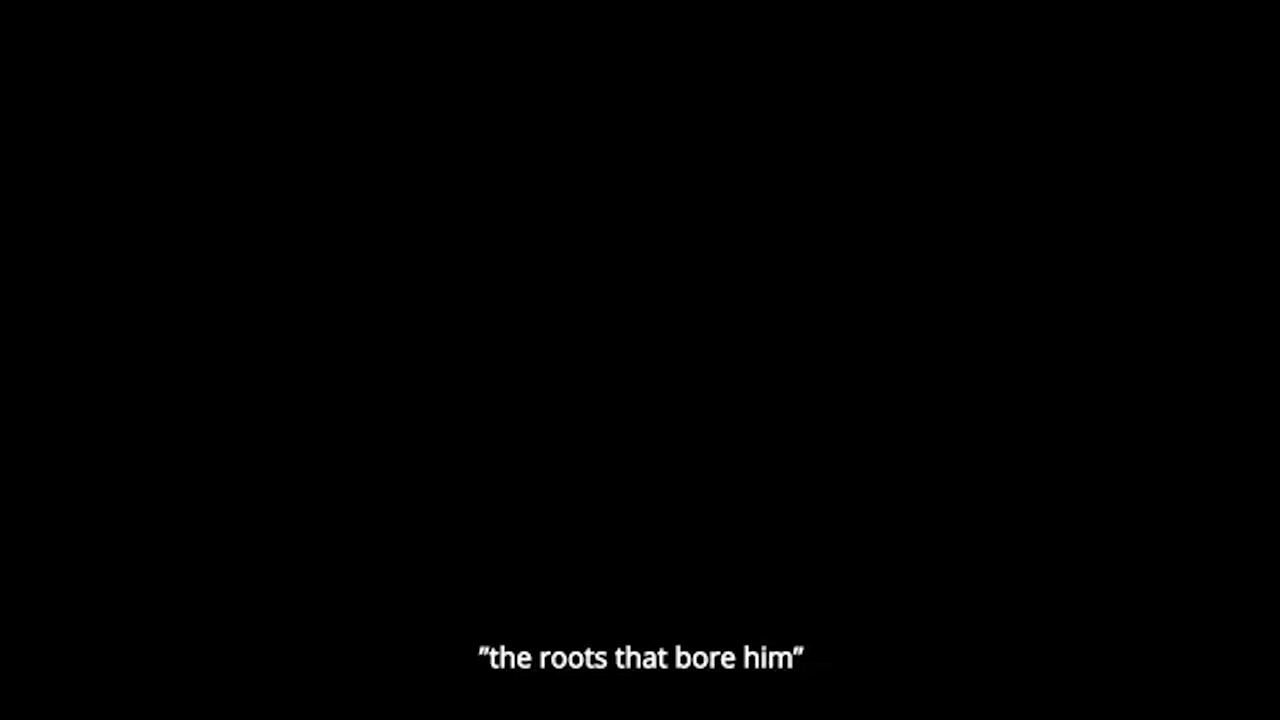 ”the roots that bore him”